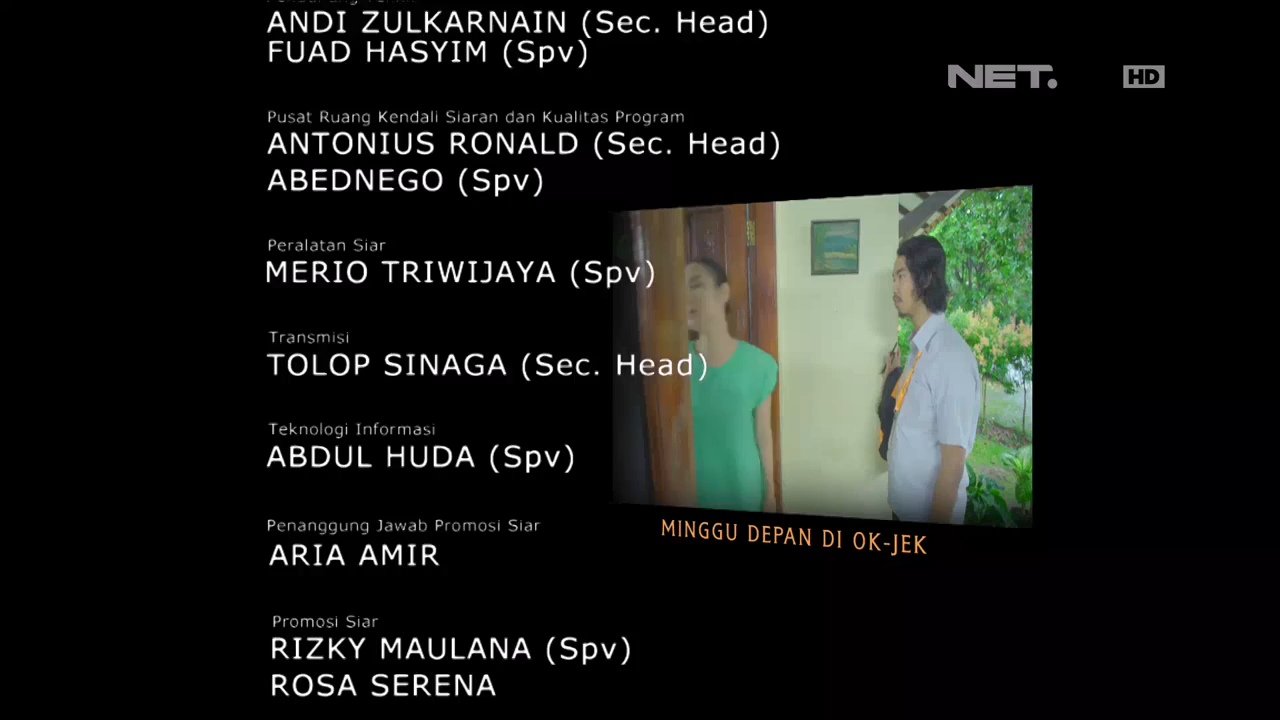 ANDI ZULKARNAIN (Sec. Head)
FUAD HASYIM (Spv)
NET.
HD
Pusat Ruang Kendali Siaran dan Kualitas Program
ANTONIUS RONALD (Sec. Head)
ABEDNEGO (Spv)
Peralatan Siar
MERIO TRIWIJAYA (Spv)
Transmisi
TOLOP SINAGA (Sec. Head)
Teknologi Informasi
ABDUL HUDA (Spv)
Penanggung Jawab Promosi Siar
ARIA AMIR
MINGGU DEPAN DI OK-JEK
Promosi Siar
RIZKY MAULANA (Spv)
ROSA SERENA